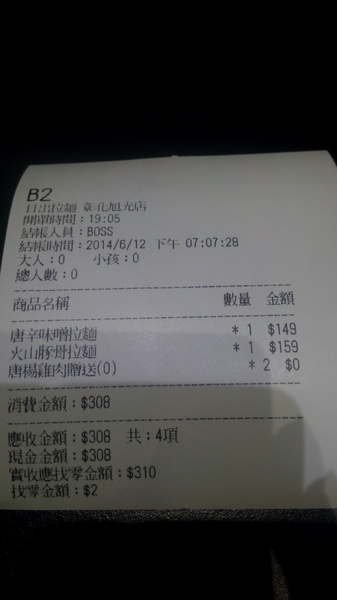 B2
日出拉麵 彰化旭光店
開單時間：19:05
結帳人員：BOSS
結帳時間：2014/6/12 下午 07:07:28
大人：0 小孩：0
總人數：0
商品名稱 數量 金額
唐辛味噌拉麵 * 1 $149
火山豚骨拉麵 * 1 $159
唐楊雞肉贈送(0) * 2 $0
消費金額：$308
應收金額：$308 共：4項
現金金額：$308
實收應找零金額：$310
找零金額：$2